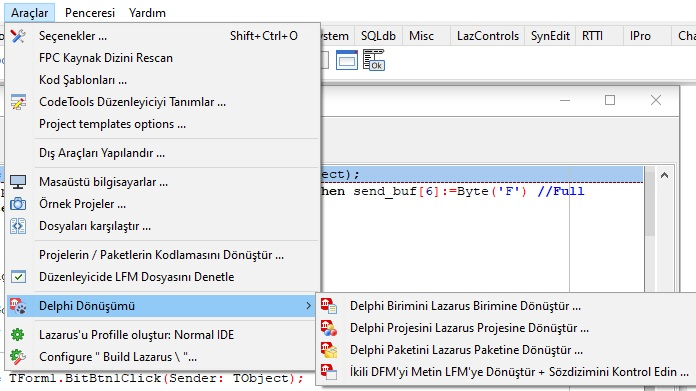 Araçlar Penceresi Yardım
Seçenekler ... Shift+Ctrl+O
SQLdb Misc LazControls SynEdit RTTI IPro
FPC Kaynak Dizini Rescan
Ok
Kod Şablonları ...
CodeTools Düzenleyiciyi Tanımlar ...
Project templates options ...
Dış Araçları Yapılandır ...
ect);
Masaüstü bilgisayarlar ...
hen send_buf[6]:=Byte('F') //Full
Örnek Projeler ...
Dosyaları karşılaştır ...
Projelerin / Paketlerin Kodlamasını Dönüştür ...
Düzenleyicide LFM Dosyasını Denetle
Delphi Dönüşümü
Delphi Birimini Lazarus Birimine Dönüştür ...
Delphi Projesini Lazarus Projesine Dönüştür ...
Delphi Paketini Lazarus Paketine Dönüştür ...
İkili DFM'yi Metin LFM'ye Dönüştür + Sözdizimini Kontrol Edin ...
Lazarus'u Profille oluştur: Normal IDE
Configure " Build Lazarus \ "...
TForm1.BitBtn1Click(Sender: TObject);